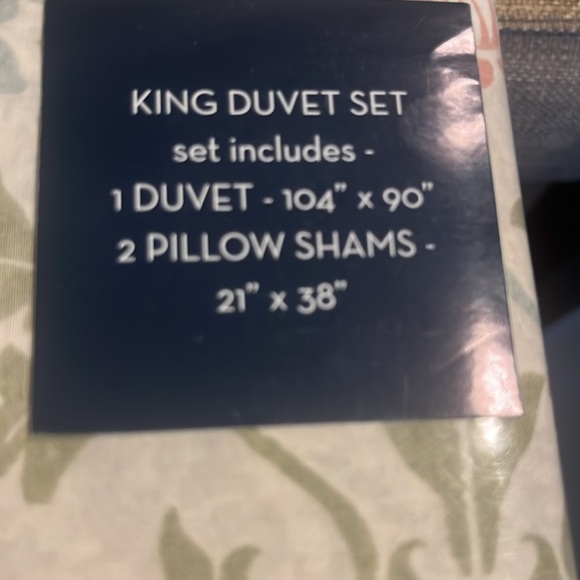 KING DUVET SET
set includes -
1 DUVET - 104" x 90"
2 PILLOW SHAMS -
21" x 38"